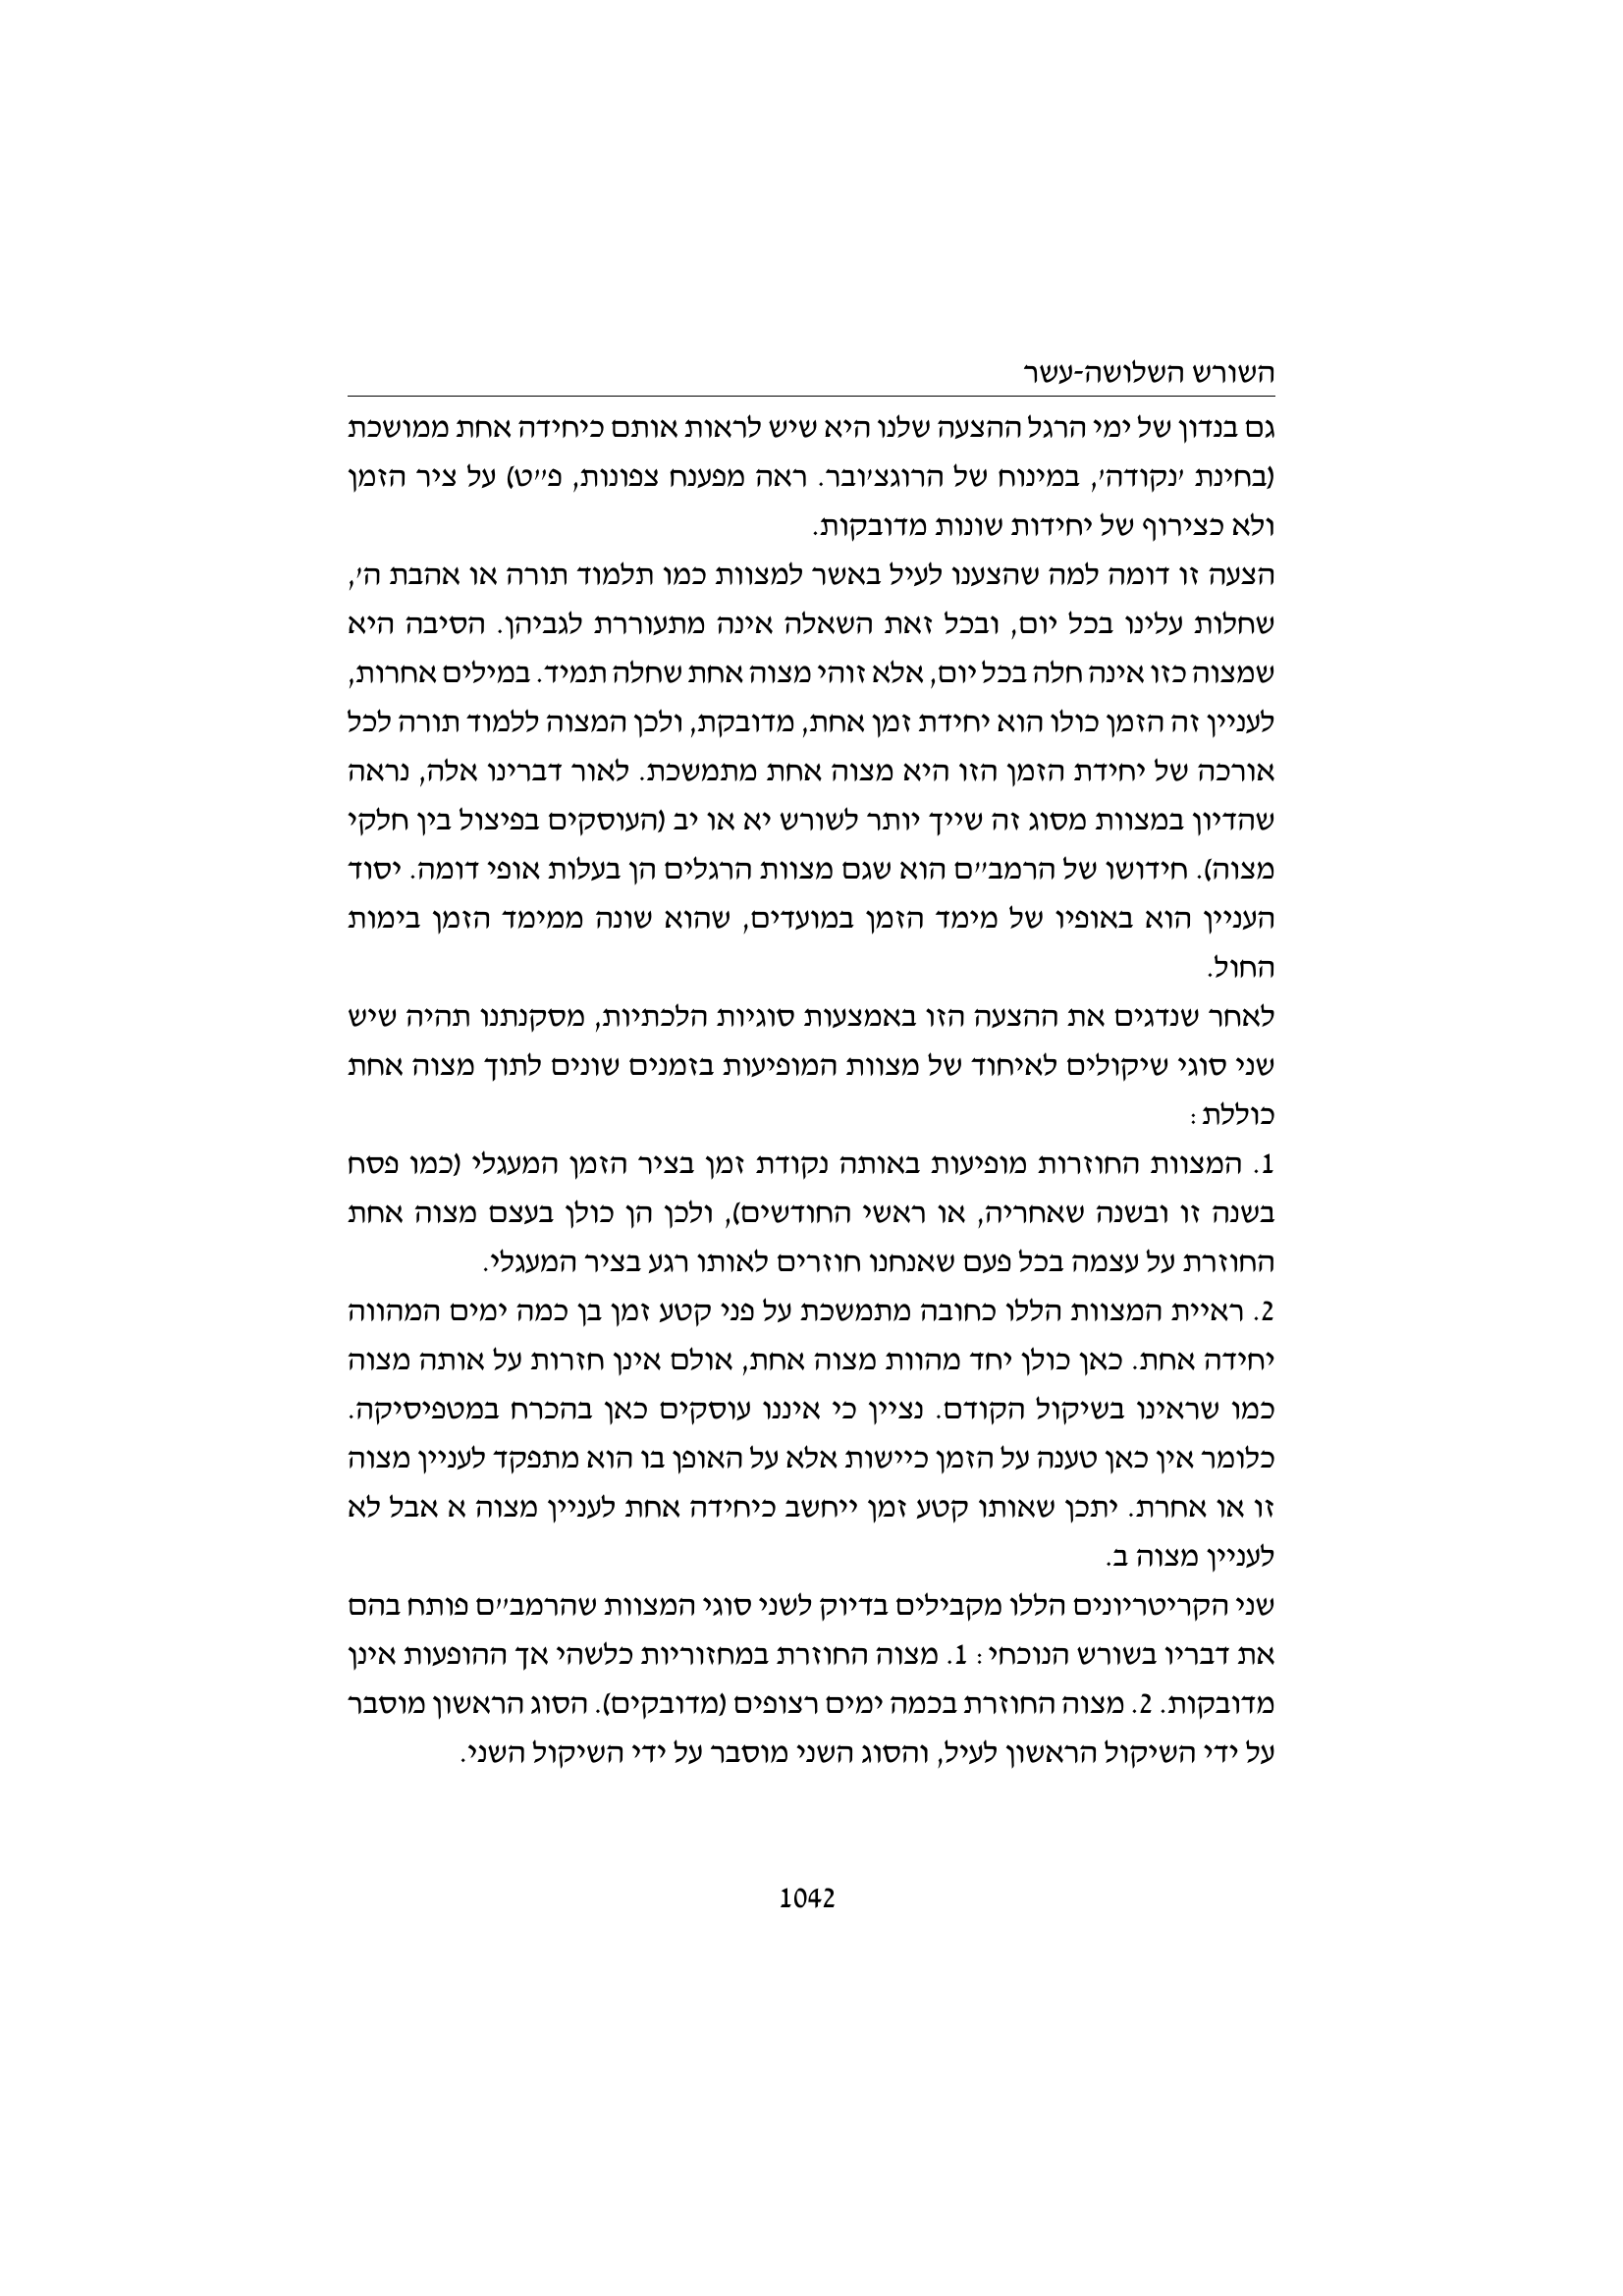 השורש השלושה-עשר
גם בנדון של ימי הרגל ההצעה שלנו היא שיש לראות אותם כיחידה אחת ממושכת
(בחינת 'נקודה', במינוח של הרוגצ'ובר. ראה מפענח צפונות, פ"ט) על ציר הזמן
ולא כצירוף של יחידות שונות מדובקות.
הצעה זו דומה למה שהצענו לעיל באשר למצוות כמו תלמוד תורה או אהבת ה',
שחלות עלינו בכל יום, ובכל זאת השאלה אינה מתעוררת לגביהן. הסיבה היא
שמצוה כזו אינה חלה בכל יום, אלא זוהי מצוה אחת שחלה תמיד. במילים אחרות,
לעניין זה הזמן כולו הוא יחידת זמן אחת, מדובקת, ולכן המצוה ללמוד תורה לכל
אורכה של יחידת הזמן הזו היא מצוה אחת מתמשכת. לאור דברינו אלה, נראה
שהדיון במצוות מסוג זה שייך יותר לשורש יא או יב (העוסקים בפיצול בין חלקי
מצוה). חידושו של הרמב"ם הוא שגם מצוות הרגלים הן בעלות אופי דומה. יסוד
העניין הוא באופיו של מימד הזמן במועדים, שהוא שונה ממימד הזמן בימות
החול.
לאחר שנדגים את ההצעה הזו באמצעות סוגיות הלכתיות, מסקנתנו תהיה שיש
שני סוגי שיקולים לאיחוד של מצוות המופיעות בזמנים שונים לתוך מצוה אחת
כוללת:
1. המצוות החוזרות מופיעות באותה נקודת זמן בציר הזמן המעגלי (כמו פסח
בשנה זו ובשנה שאחריה, או ראשי החודשים), ולכן הן כולן בעצם מצוה אחת
החוזרת על עצמה בכל פעם שאנחנו חוזרים לאותו רגע בציר המעגלי.
2. ראיית המצוות הללו כחובה מתמשכת על פני קטע זמן בן כמה ימים המהווה
יחידה אחת. כאן כולן יחד מהוות מצוה אחת, אולם אינן חזרות על אותה מצוה
כמו שראינו בשיקול הקודם. נציין כי איננו עוסקים כאן בהכרח במטפיסיקה.
כלומר אין כאן טענה על הזמן כיישות אלא על האופן בו הוא מתפקד לעניין מצוה
זו או אחרת. יתכן שאותו קטע זמן ייחשב כיחידה אחת לעניין מצוה א אבל לא
לעניין מצוה ב.
שני הקריטריונים הללו מקבילים בדיוק לשני סוגי המצוות שהרמב"ם פותח בהם
את דבריו בשורש הנוכחי: 1. מצוה החוזרת במחזוריות כלשהי אך ההופעות אינן
מדובקות. 2. מצוה החוזרת בכמה ימים רצופים (מדובקים). הסוג הראשון מוסבר
על ידי השיקול הראשון לעיל, והסוג השני מוסבר על ידי השיקול השני.
1042